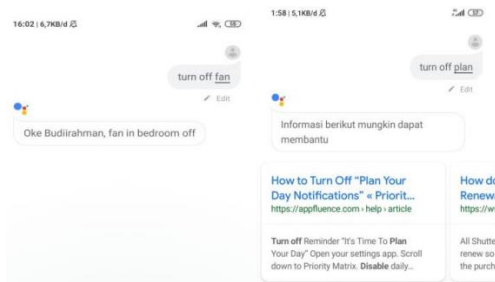 16:02 | 6,7KB/d
turn off fan
Edit
Oke Budiirahman, fan in bedroom off
1:58 | 5,1KB/d
turn off plan
Edit
Informasi berikut mungkin dapat
membantu
How to Turn Off “Plan Your
Day Notifications” « Priorit...
https://appfluence.com › help › article
Turn off Reminder "It's Time To Plan
Your Day" Open your settings app. Scroll
down to Priority Matrix. Disable daily...
How do
Renew
https://w
All Shutte
renew so
the purch